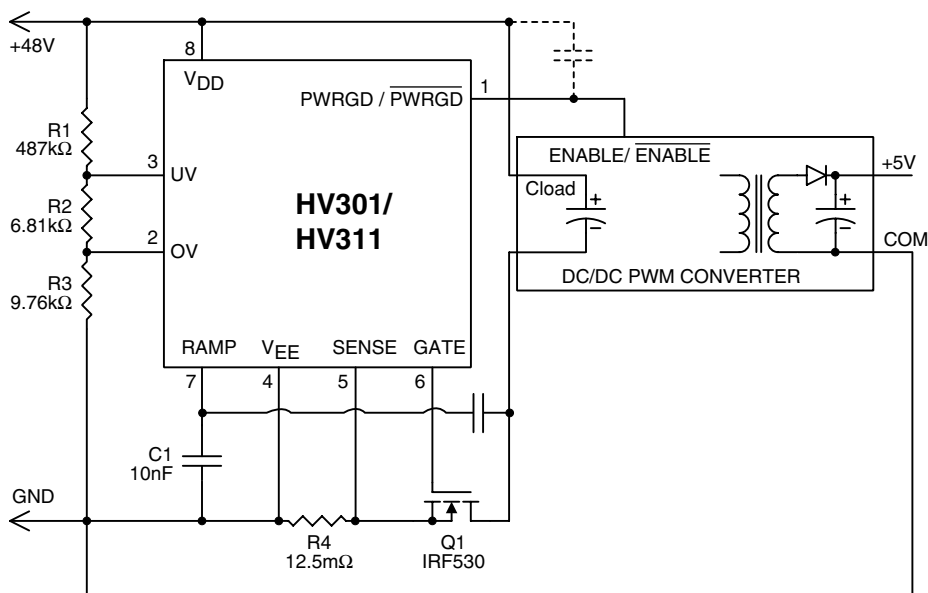 +48V
8
VDD
PWRGD / PWRGD
1
R1
487kΩ
3
UV
ENABLE/ ENABLE
+5V
R2
6.81kΩ
HV301/
HV311
Cload
+
−
+
−
2
OV
COM
R3
9.76kΩ
DC/DC PWM CONVERTER
RAMP
VEE
SENSE
GATE
7
4
5
6
C1
10nF
GND
R4
12.5mΩ
Q1
IRF530